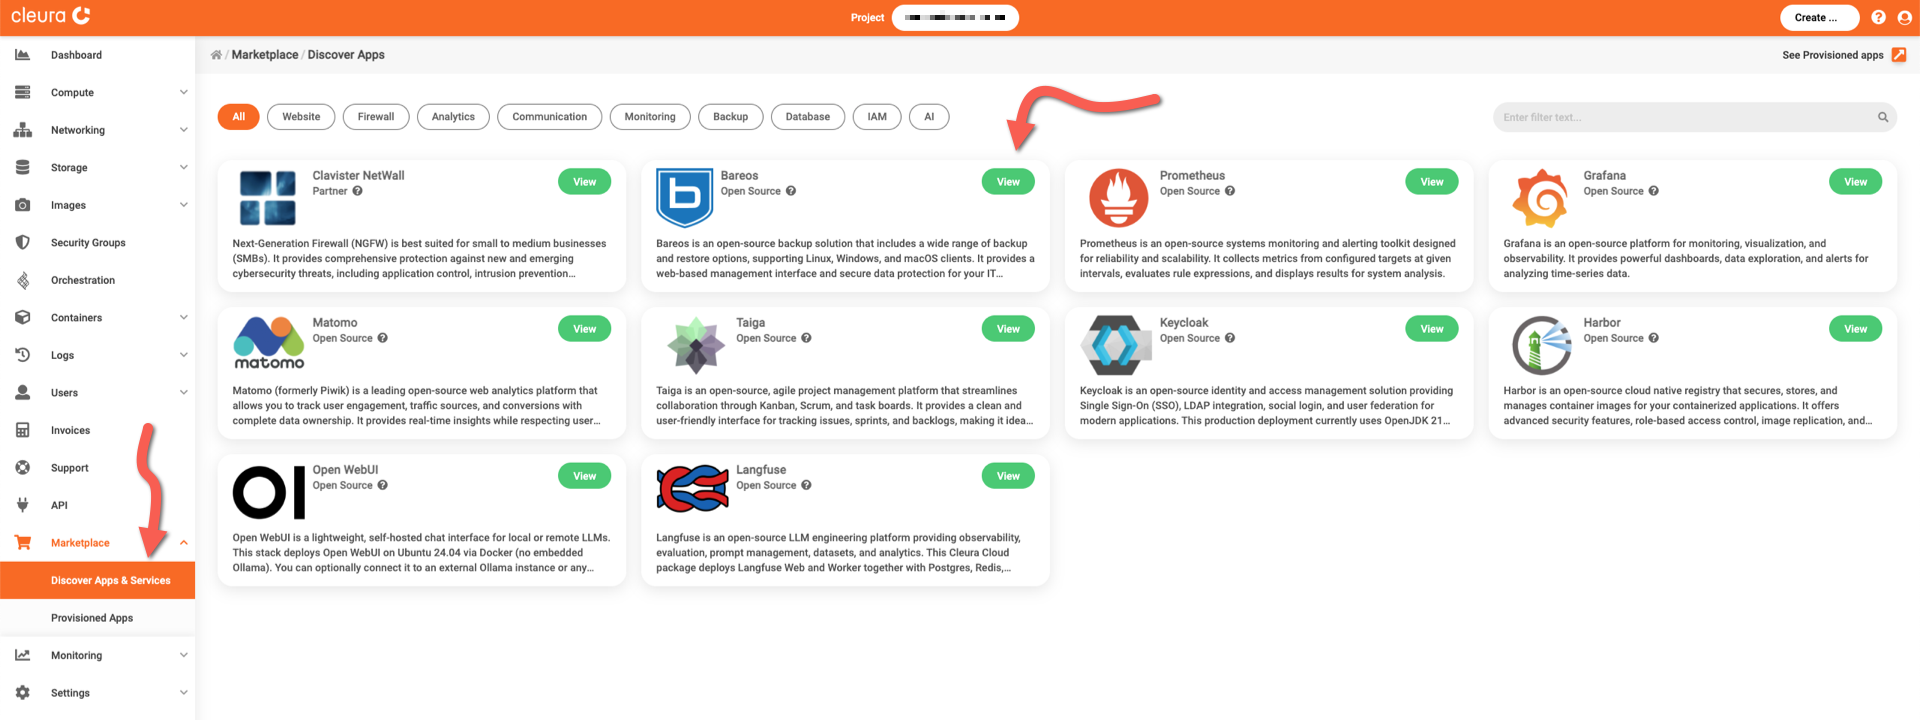 cleura
Project
Create ...
Dashboard
Compute
Networking
Storage
Images
Security Groups
Orchestration
Containers
Logs
Users
Invoices
Support
API
Marketplace
Discover Apps & Services
Provisioned Apps
Monitoring
Settings
/ Marketplace / Discover Apps
See Provisioned apps
All
Website
Firewall
Analytics
Communication
Monitoring
Backup
Database
IAM
AI
Enter filter text...
Clavister NetWall
Partner
View
Next-Generation Firewall (NGFW) is best suited for small to medium businesses
(SMBs). It provides comprehensive protection against new and emerging
cybersecurity threats, including application control, intrusion prevention...
b
Bareos
Open Source
View
Bareos is an open-source backup solution that includes a wide range of backup
and restore options, supporting Linux, Windows, and macOS clients. It provides a
web-based management interface and secure data protection for your IT...
Prometheus
Open Source
View
Prometheus is an open-source systems monitoring and alerting toolkit designed
for reliability and scalability. It collects metrics from configured targets at given
intervals, evaluates rule expressions, and displays results for system analysis.
Grafana
Open Source
View
Grafana is an open-source platform for monitoring, visualization, and
observability. It provides powerful dashboards, data exploration, and alerts for
analyzing time-series data.
matomo
Matomo
Open Source
View
Matomo (formerly Piwik) is a leading open-source web analytics platform that
allows you to track user engagement, traffic sources, and conversions with
complete data ownership. It provides real-time insights while respecting user...
Taiga
Open Source
View
Taiga is an open-source, agile project management platform that streamlines
collaboration through Kanban, Scrum, and task boards. It provides a clean and
user-friendly interface for tracking issues, sprints, and backlogs, making it idea...
Keycloak
Open Source
View
Keycloak is an open-source identity and access management solution providing
Single Sign-On (SSO), LDAP integration, social login, and user federation for
modern applications. This production deployment currently uses OpenJDK 21...
Harbor
Open Source
View
Harbor is an open-source cloud native registry that secures, stores, and
manages container images for your containerized applications. It offers
advanced security features, role-based access control, image replication, and...
OI
Open WebUI
Open Source
View
Open WebUI is a lightweight, self-hosted chat interface for local or remote LLMs.
This stack deploys Open WebUI on Ubuntu 24.04 via Docker (no embedded
Ollama). You can optionally connect it to an external Ollama instance or any...
Langfuse
Open Source
View
Langfuse is an open-source LLM engineering platform providing observability,
evaluation, prompt management, datasets, and analytics. This Cleura Cloud
package deploys Langfuse Web and Worker together with Postgres, Redis,...